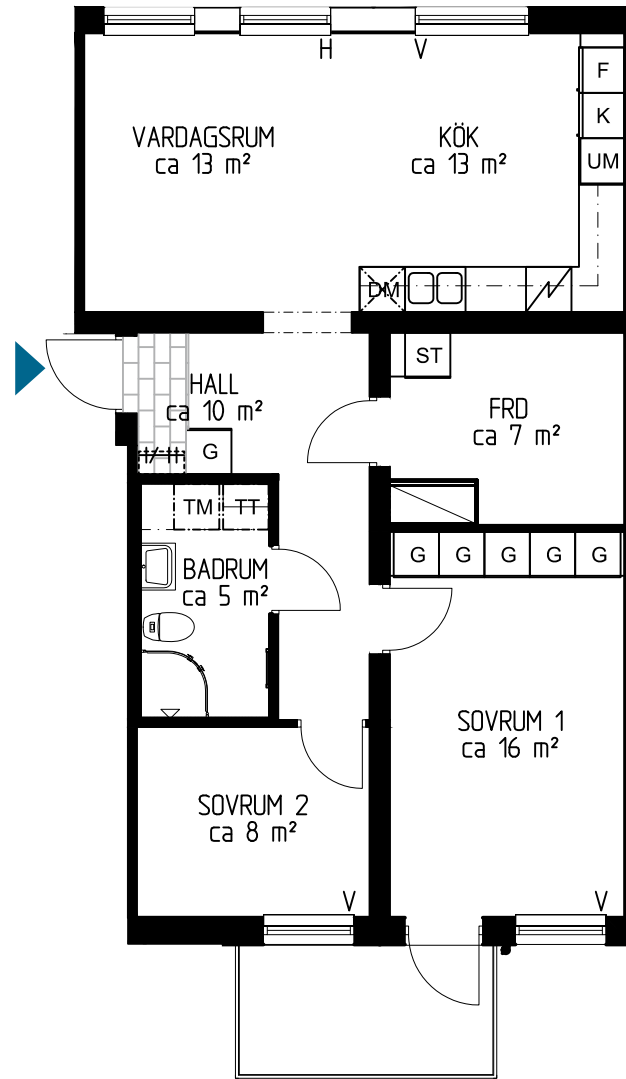 H V
F
K
UM
VARDAGSRUM
ca 13 m²
KÖK
ca 13 m²
DM
HALL
ca 10 m²
G
ST
FRD
ca 7 m²
TM TT
BADRUM
ca 5 m²
G G G G G
SOVRUM 1
ca 16 m²
SOVRUM 2
ca 8 m²
V V